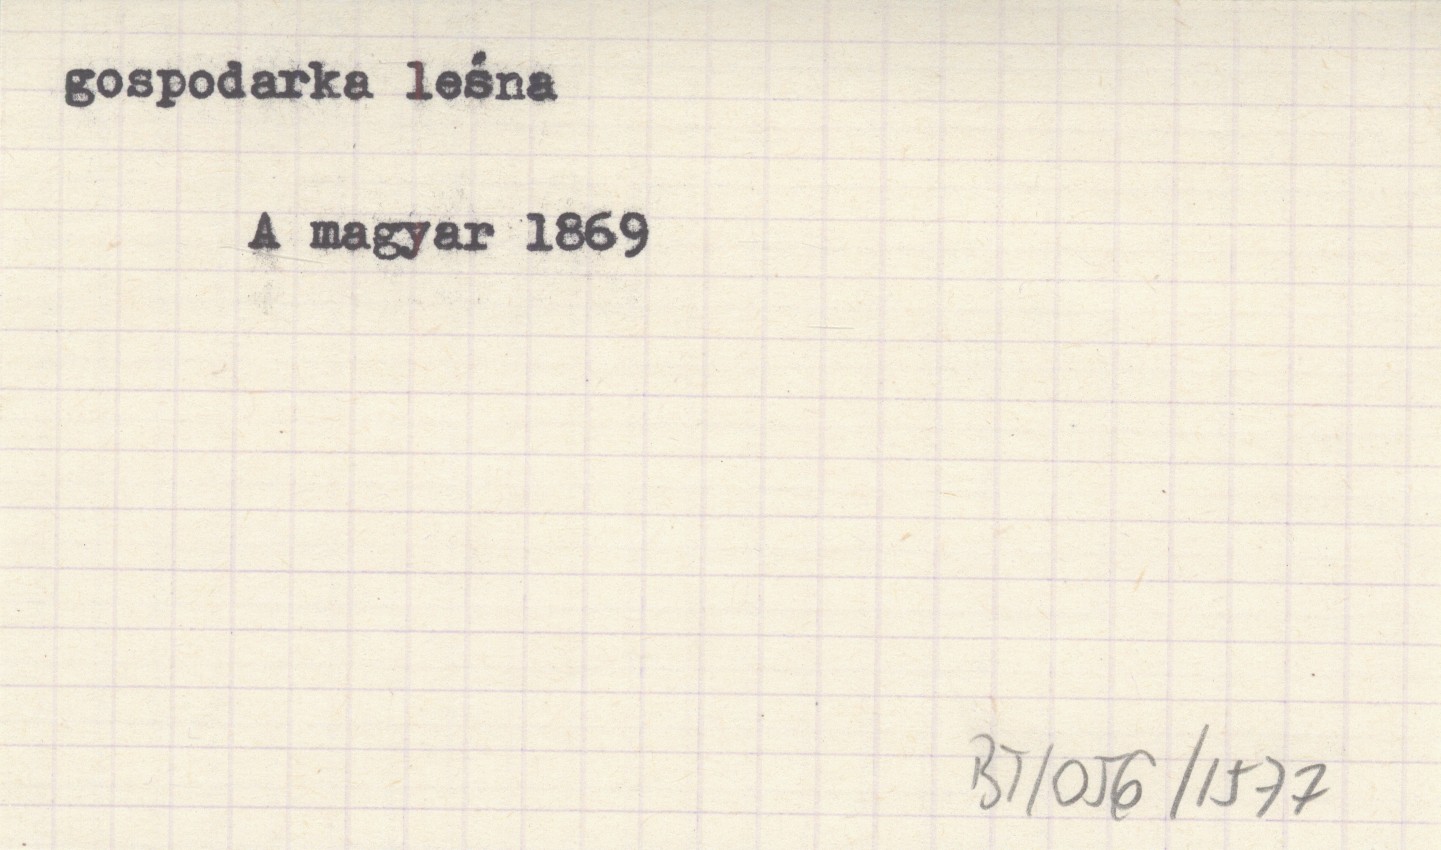 gospodarka leśna
A magyar 1869
BT/056/1577